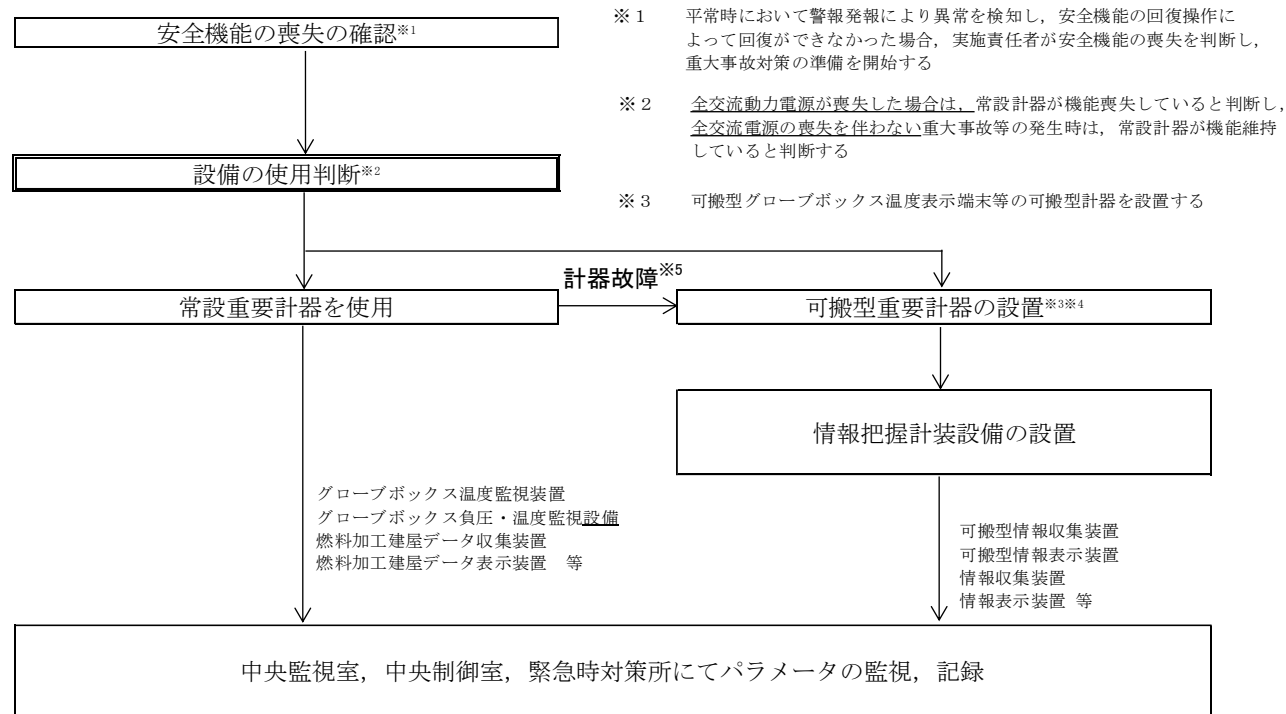 安全機能の喪失の確認※1
※1 平常時において警報発報により異常を検知し，安全機能の回復操作に
よって回復ができなかった場合，実施責任者が安全機能の喪失を判断し，
重大事故対策の準備を開始する
※2 全交流動力電源が喪失した場合は，常設計器が機能喪失していると判断し，
全交流電源の喪失を伴わない重大事故等の発生時は，常設計器が機能維持
していると判断する
※3 可搬型グローブボックス温度表示端末等の可搬型計器を設置する
設備の使用判断※2
計器故障※5
常設重要計器を使用
可搬型重要計器の設置※3※4
情報把握計装設備の設置
グローブボックス温度監視装置
グローブボックス負圧・温度監視設備
燃料加工建屋データ収集装置
燃料加工建屋データ表示装置 等
可搬型情報収集装置
可搬型情報表示装置
情報収集装置
情報表示装置 等
中央監視室，中央制御室，緊急時対策所にてパラメータの監視，記録